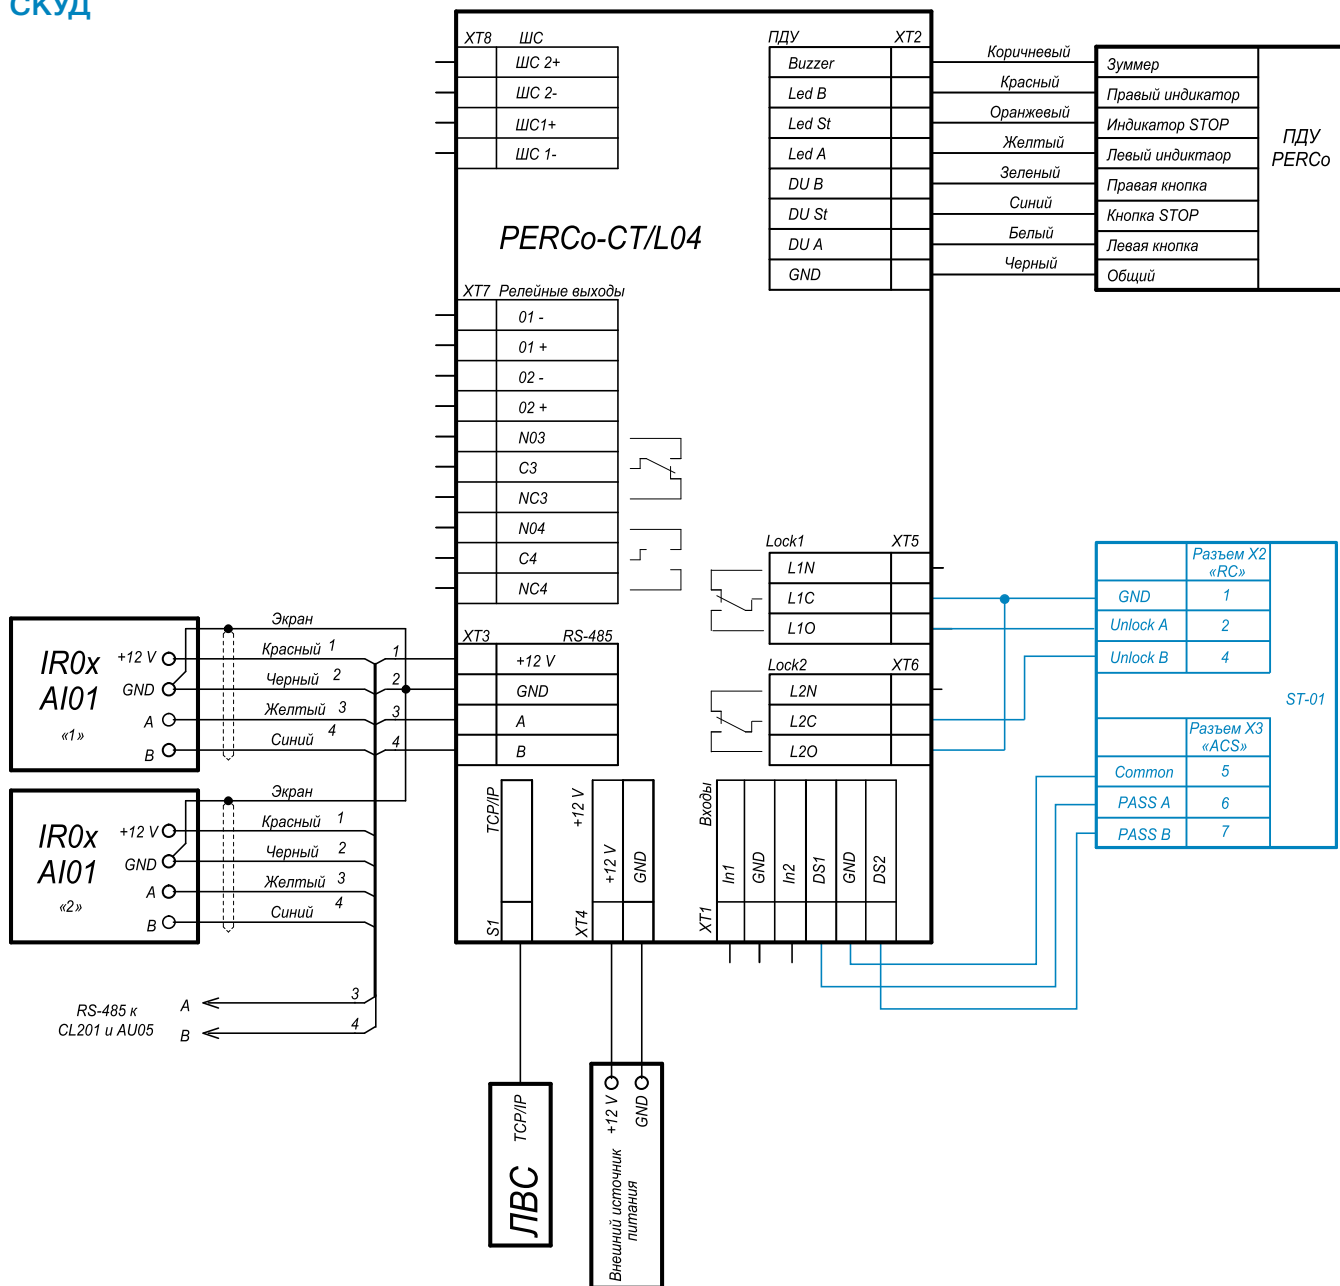 СКУД
XT8 ШС
ШС 2+
ШС 2-
ШС1+
ШС 1-
ПДУ XT2
Buzzer
Led B
Led St
Led A
DU B
DU St
DU A
GND
Коричневый
Красный
Оранжевый
Желтый
Зеленый
Синий
Белый
Черный
Зуммер
Правый индикатор
Индикатор STOP
Левый индиктаор
Правая кнопка
Кнопка STOP
Левая кнопка
Общий
ПДУ
PERCo
PERCo-CT/L04
XT7 Релейные выходы
01 -
01 +
02 -
02 +
N03
C3
NC3
N04
C4
NC4
Lock1 XT5
L1N
L1C
L1O
Lock2 XT6
L2N
L2C
L2O
Разъем X2
«RC»
GND 1
Unlock A 2
Unlock B 4
ST-01
Разъем X3
«ACS»
Common 5
PASS A 6
PASS B 7
XT3 RS-485
+12 V
GND
A
B
IR0x
AI01
«1»
+12 V
GND
A
B
Экран
Красный 1 1
Черный 2 2
Желтый 3 3
Синий 4 4
IR0x
AI01
«2»
+12 V
GND
A
B
Экран
Красный 1
Черный 2
Желтый 3
Синий 4
RS-485 к
CL201 и AU05
A 3
B 4
S1 TCP/IP
XT4 +12 V
+12 V
GND
XT1 Входы
In1
GND
In2
DS1
GND
DS2
ЛВС TCP/IP
Внешний источник
питания
+12 V
GND